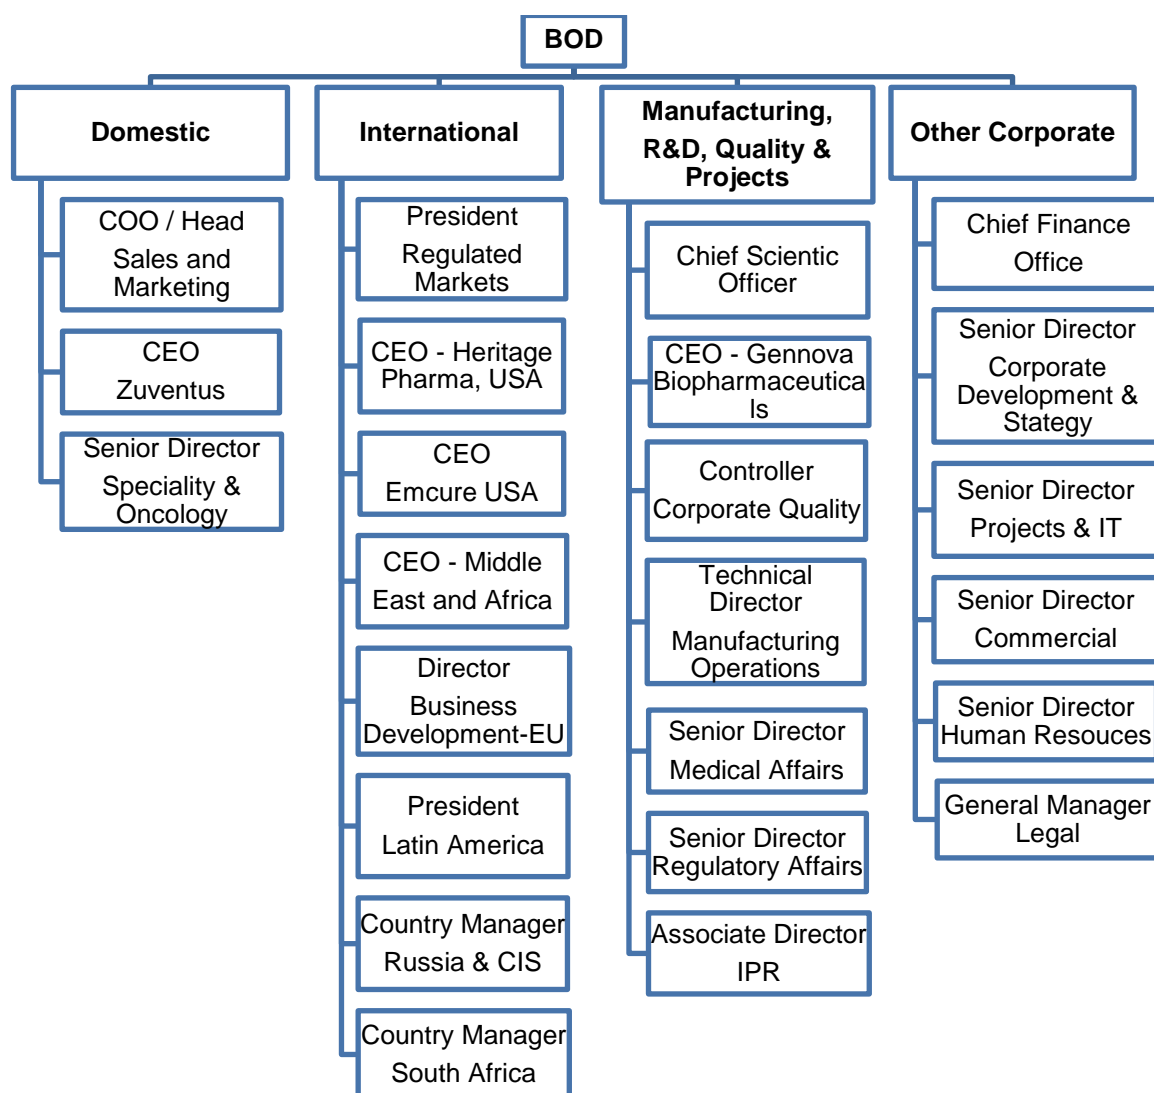 BOD
Domestic
COO / Head
Sales and
Marketing
CEO
Zuventus
Senior Director
Speciality &
Oncology
International
President
Regulated
Markets
CEO - Heritage
Pharma, USA
CEO
Emcure USA
CEO - Middle
East and Africa
Director
Business
Development-EU
President
Latin America
Country Manager
Russia & CIS
Country Manager
South Africa
Manufacturing,
R&D, Quality &
Projects
Chief Scientic
Officer
CEO - Gennova
Biopharmaceutica
ls
Controller
Corporate Quality
Technical
Director
Manufacturing
Operations
Senior Director
Medical Affairs
Senior Director
Regulatory Affairs
Associate Director
IPR
Other Corporate
Chief Finance
Office
Senior Director
Corporate
Development &
Stategy
Senior Director
Projects & IT
Senior Director
Commercial
Senior Director
Human Resouces
General Manager
Legal